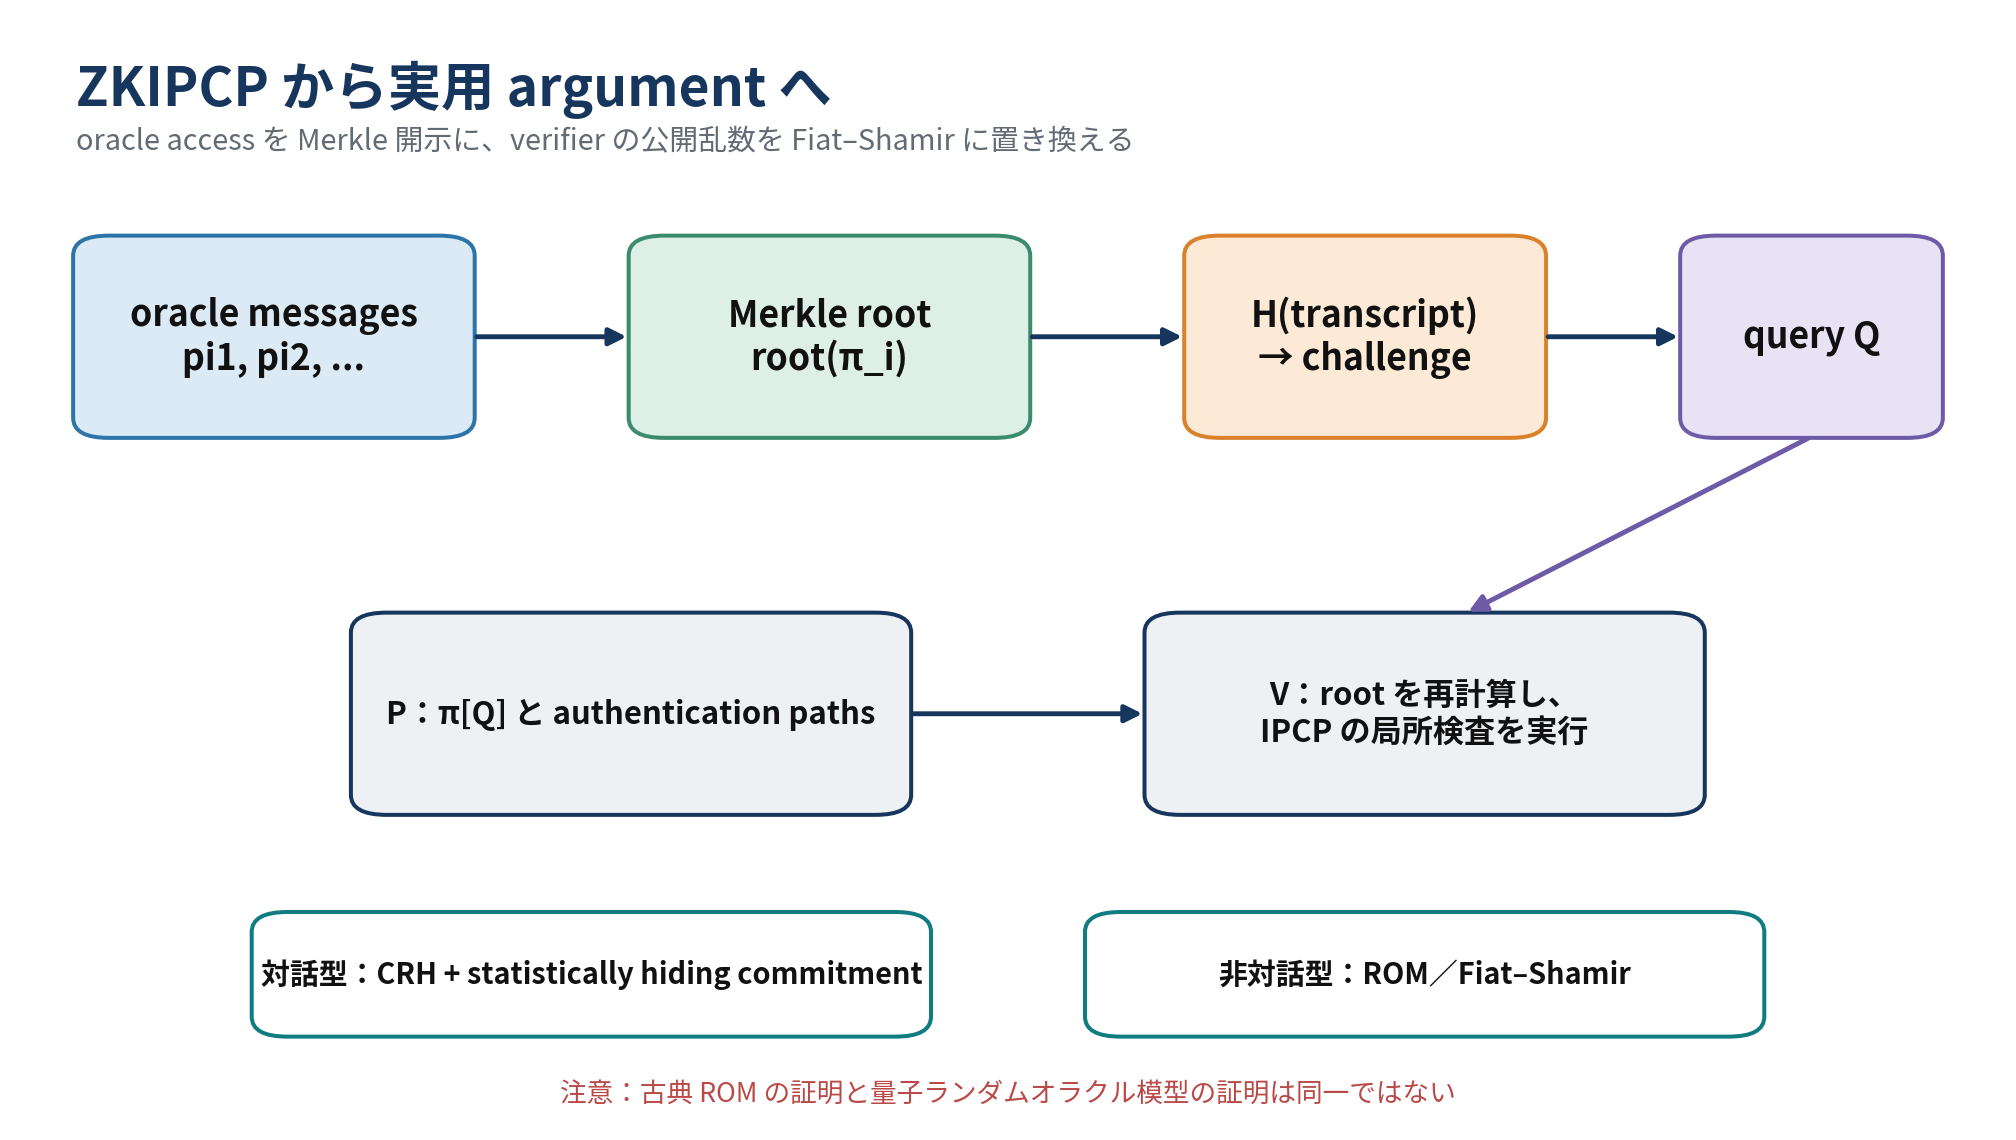 ZKIPCP から実用 argument へ
oracle access を Merkle 開示に、verifier の公開乱数を Fiat–Shamir に置き換える
oracle messages
pi1, pi2, ...
Merkle root
root(π_i)
H(transcript)
→ challenge
query Q
P：π[Q] と authentication paths
V：root を再計算し、
IPCP の局所検査を実行
対話型：CRH + statistically hiding commitment
非対話型：ROM／Fiat–Shamir
注意：古典 ROM の証明と量子ランダムオラクル模型の証明は同一ではない